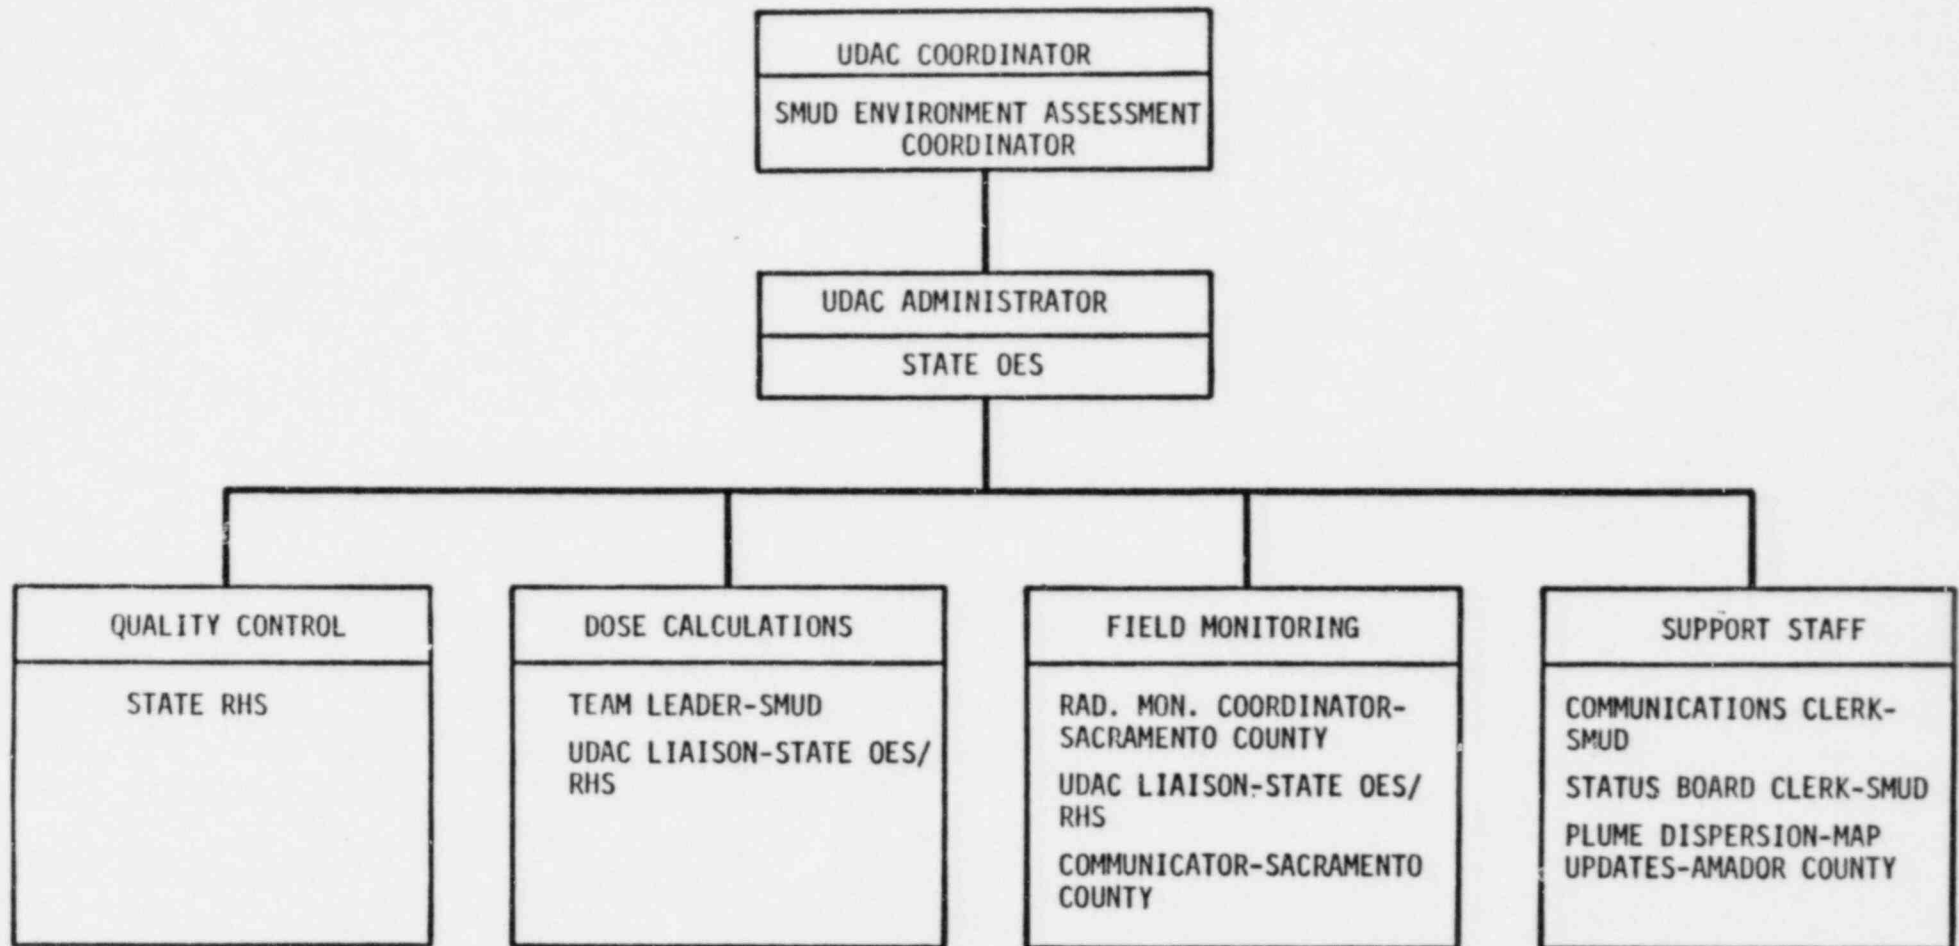 UDAC COORDINATOR
SMUD ENVIRONMENT ASSESSMENT
COORDINATOR
UDAC ADMINISTRATOR
STATE OES
QUALITY CONTROL
STATE RHS
DOSE CALCULATIONS
TEAM LEADER-SMUD
UDAC LIAISON-STATE OES/
RHS
FIELD MONITORING
RAD. MON. COORDINATOR-
SACRAMENTO COUNTY
UDAC LIAISON-STATE OES/
RHS
COMMUNICATOR-SACRAMENTO
COUNTY
SUPPORT STAFF
COMMUNICATIONS CLERK-
SMUD
STATUS BOARD CLERK-SMUD
PLUME DISPERSION-MAP
UPDATES-AMADOR COUNTY